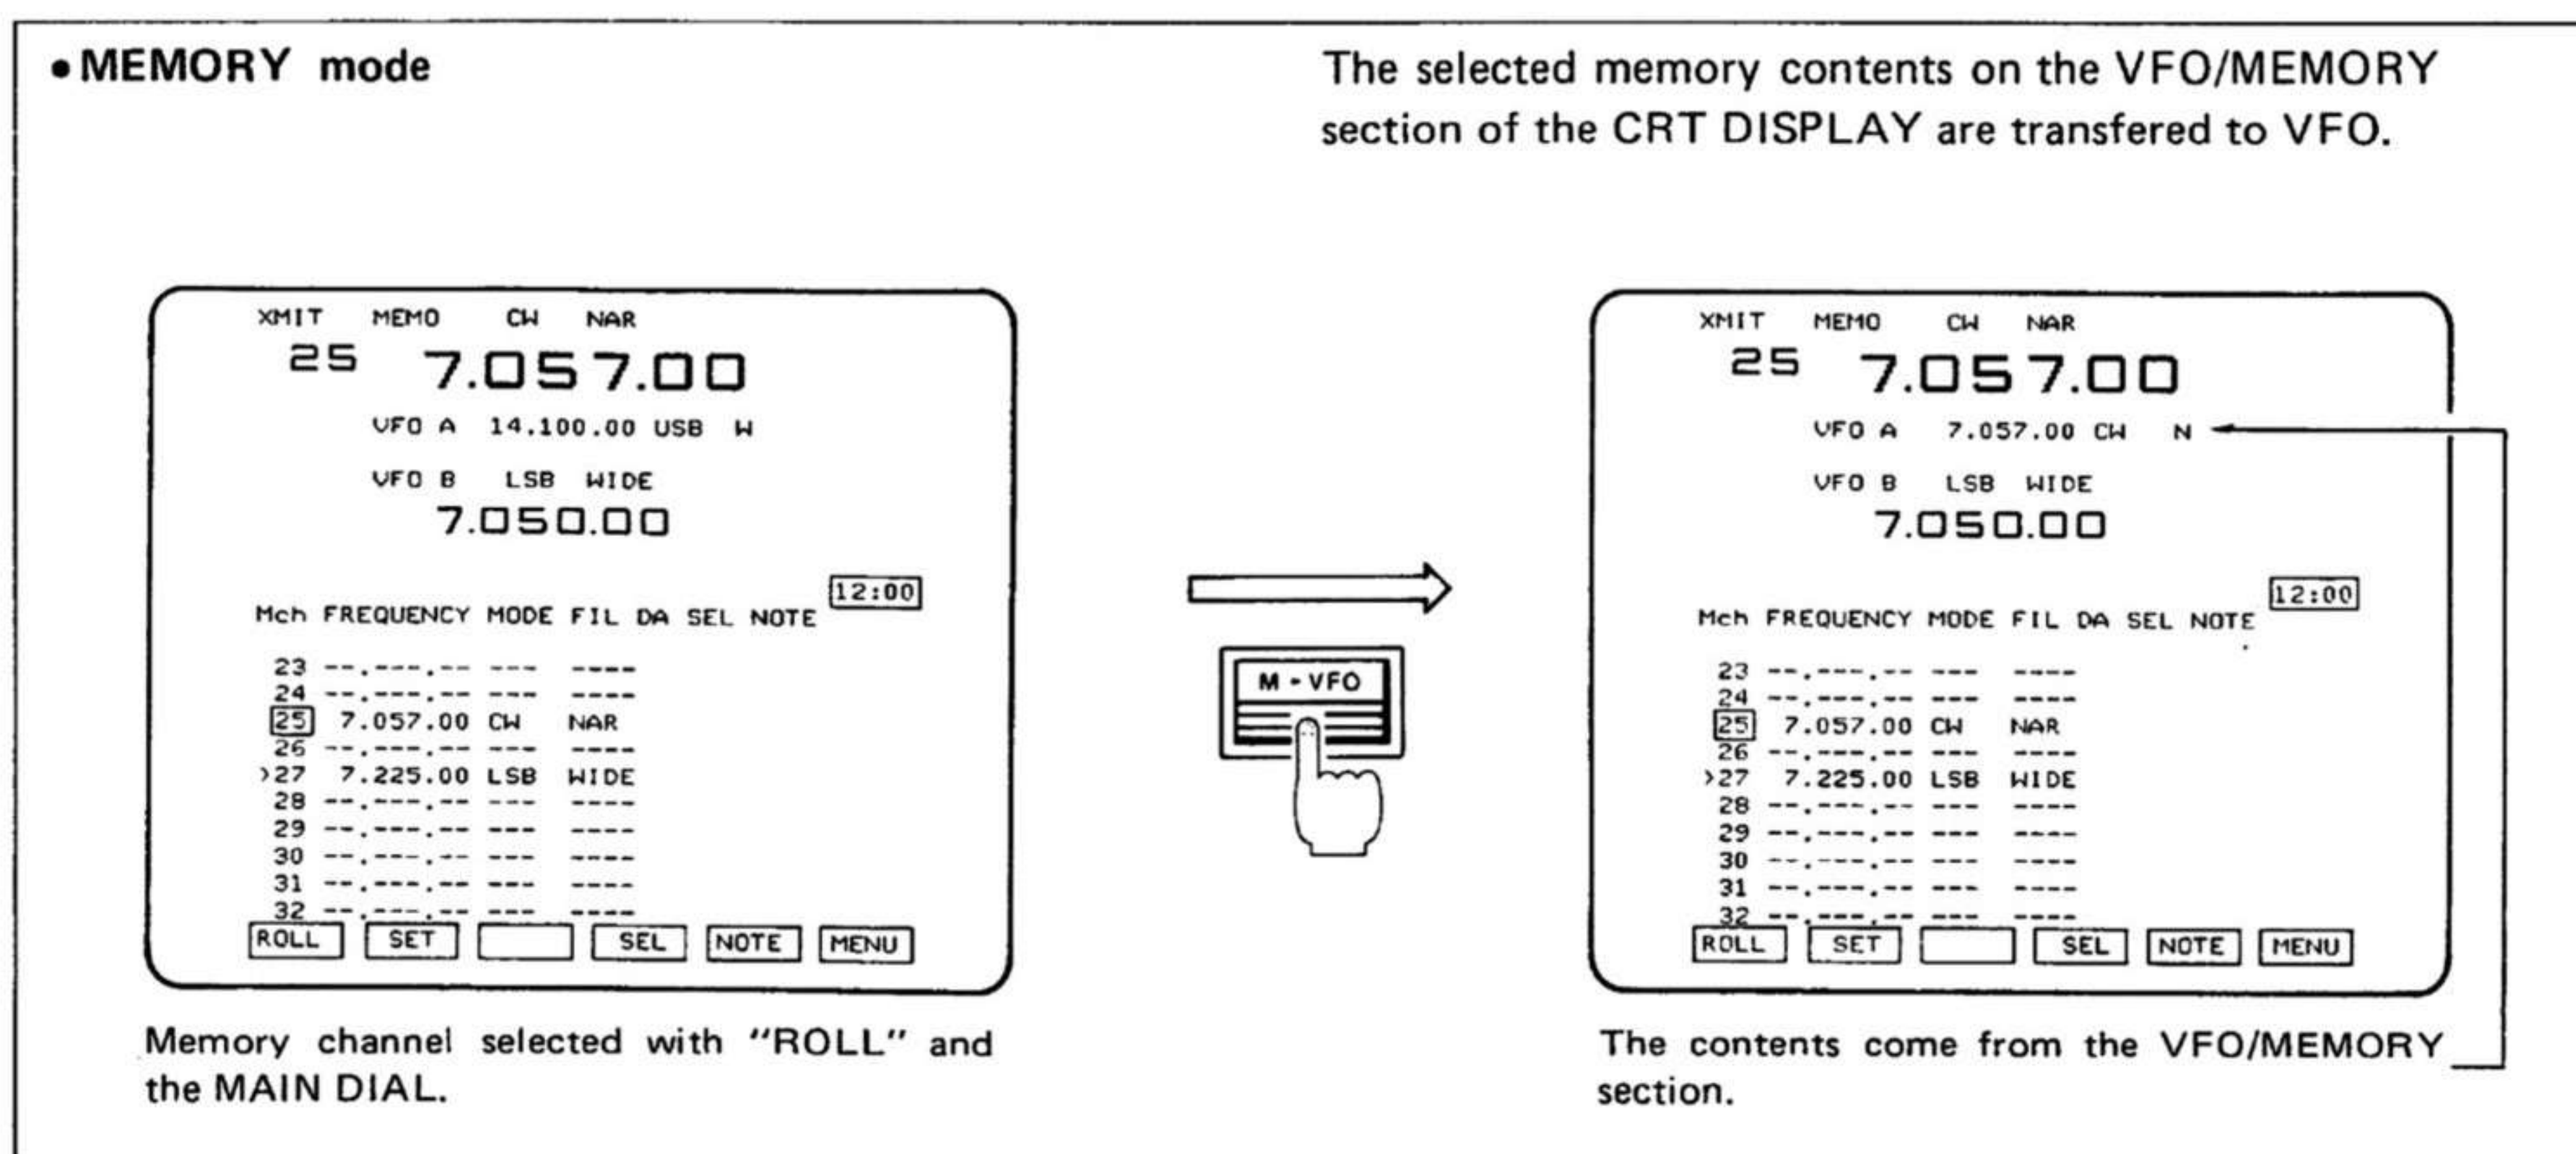 •MEMORY mode
The selected memory contents on the VFO/MEMORY
section of the CRT DISPLAY are transfered to VFO.
XMIT MEMO CW NAR
25 7.057.00
VFO A 14.100.00 USB W
VFO B LSB WIDE
7.050.00
12:00
Mch FREQUENCY MODE FIL DA SEL NOTE
23 --.---.-- --- ----
24 --.---.-- --- ----
25 7.057.00 CW NAR
26 --.---.-- --- ----
>27 7.225.00 LSB WIDE
28 --.---.-- --- ----
29 --.---.-- --- ----
30 --.---.-- --- ----
31 --.---.-- --- ----
32 --.---.-- --- ----
ROLL SET SEL NOTE MENU
Memory channel selected with "ROLL" and
the MAIN DIAL.
M-VFO
XMIT MEMO CW NAR
25 7.057.00
VFO A 7.057.00 CW N
VFO B LSB WIDE
7.050.00
12:00
Mch FREQUENCY MODE FIL DA SEL NOTE
23 --.---.-- --- ----
24 --.---.-- --- ----
25 7.057.00 CW NAR
26 --.---.-- --- ----
>27 7.225.00 LSB WIDE
28 --.---.-- --- ----
29 --.---.-- --- ----
30 --.---.-- --- ----
31 --.---.-- --- ----
32 --.---.-- --- ----
ROLL SET SEL NOTE MENU
The contents come from the VFO/MEMORY
section.